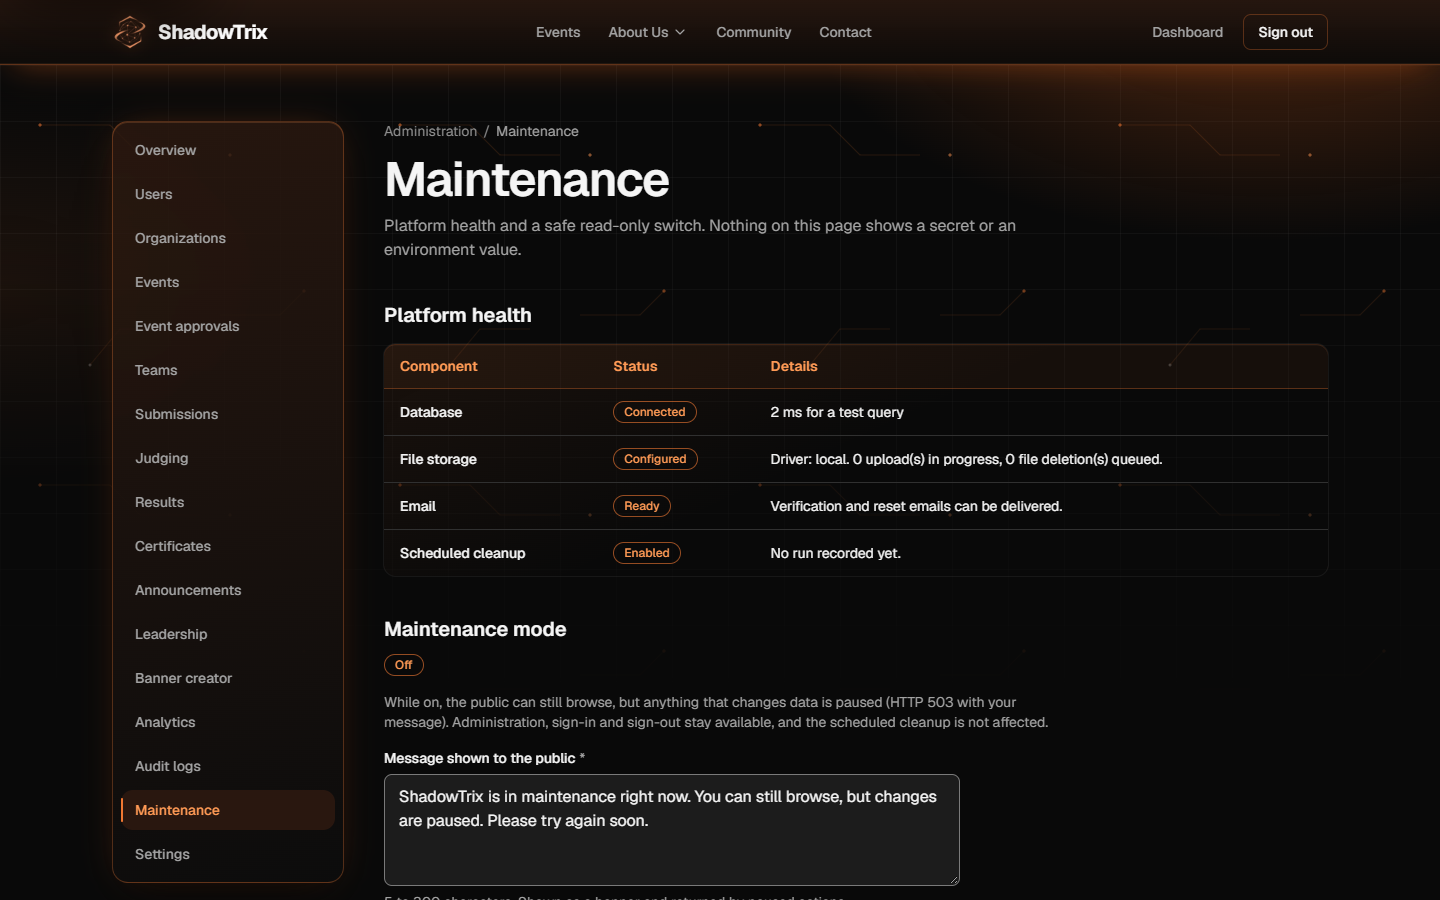 ShadowTrix
Events
About Us
Community
Contact
Dashboard
Sign out
Overview
Users
Organizations
Events
Event approvals
Teams
Submissions
Judging
Results
Certificates
Announcements
Leadership
Banner creator
Analytics
Audit logs
Maintenance
Settings
Administration / Maintenance
Maintenance
Platform health and a safe read-only switch. Nothing on this page shows a secret or an
environment value.
Platform health
Component Status Details
Database Connected 2 ms for a test query
File storage Configured Driver: local. 0 upload(s) in progress, 0 file deletion(s) queued.
Email Ready Verification and reset emails can be delivered.
Scheduled cleanup Enabled No run recorded yet.
Maintenance mode
Off
While on, the public can still browse, but anything that changes data is paused (HTTP 503 with your
message). Administration, sign-in and sign-out stay available, and the scheduled cleanup is not affected.
Message shown to the public *
ShadowTrix is in maintenance right now. You can still browse, but changes
are paused. Please try again soon.